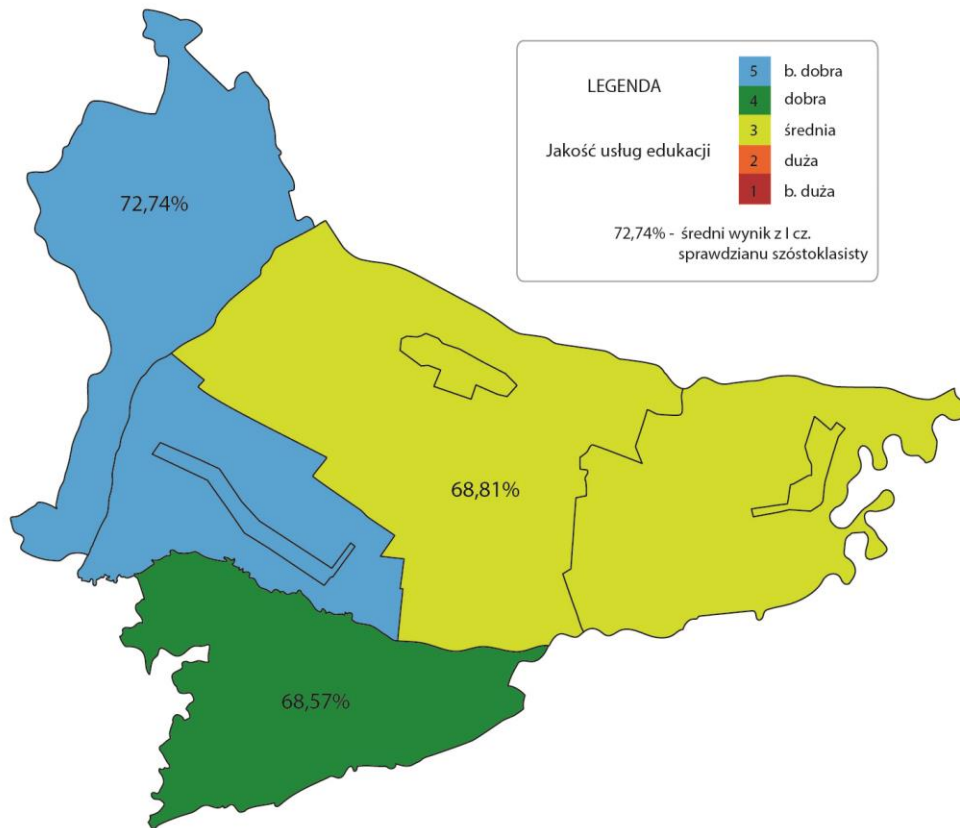 LEGENDA
Jakość usług edukacji
5 b. dobra
4 dobra
3 średnia
2 duża
1 b. duża
72,74% - średni wynik z I cz.
sprawdzianu szóstoklasisty
72,74%
68,81%
68,57%